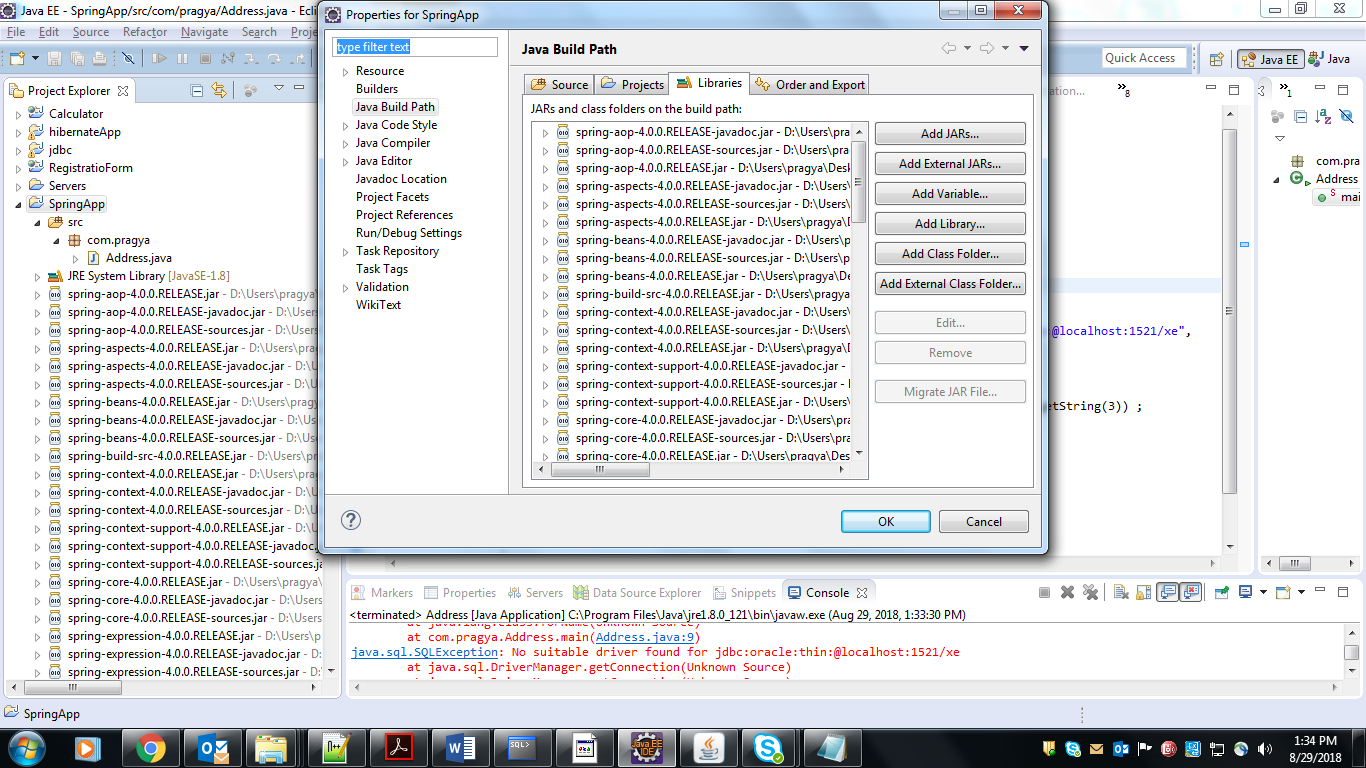 Java EE - SpringApp/src/com/pragya/Address.java - Ecli
File Edit Source Refactor Navigate Search Proje
Quick Access
Java EE
Java
Project Explorer
Calculator
hibernateApp
jdbc
RegistratioForm
Servers
SpringApp
src
com.pragya
Address.java
JRE System Library [JavaSE-1.8]
spring-aop-4.0.0.RELEASE.jar - D:\Users\pragya
spring-aop-4.0.0.RELEASE-javadoc.jar - D:\User
spring-aop-4.0.0.RELEASE-sources.jar - D:\User
spring-aspects-4.0.0.RELEASE.jar - D:\Users\pra
spring-aspects-4.0.0.RELEASE-javadoc.jar - D:\U
spring-aspects-4.0.0.RELEASE-sources.jar - D:\U
spring-beans-4.0.0.RELEASE.jar - D:\Users\prag
spring-beans-4.0.0.RELEASE-javadoc.jar - D:\Us
spring-beans-4.0.0.RELEASE-sources.jar - D:\Us
spring-build-src-4.0.0.RELEASE.jar - D:\Users\p
spring-context-4.0.0.RELEASE.jar - D:\Users\pra
spring-context-4.0.0.RELEASE-javadoc.jar - D:\U
spring-context-4.0.0.RELEASE-sources.jar - D:\U
spring-context-support-4.0.0.RELEASE.jar - D:\
spring-context-support-4.0.0.RELEASE-javadoc.
spring-context-support-4.0.0.RELEASE-sources.
spring-core-4.0.0.RELEASE.jar - D:\Users\pragya
spring-core-4.0.0.RELEASE-javadoc.jar - D:\User
spring-core-4.0.0.RELEASE-sources.jar - D:\User
spring-expression-4.0.0.RELEASE.jar - D:\Users\
spring-expression-4.0.0.RELEASE-javadoc.jar - D
spring-expression-4.0.0.RELEASE-sources.jar - D
Properties for SpringApp
type filter text
Resource
Builders
Java Build Path
Java Code Style
Java Compiler
Java Editor
Javadoc Location
Project Facets
Project References
Run/Debug Settings
Task Repository
Task Tags
Validation
WikiText
Java Build Path
Source
Projects
Libraries
Order and Export
JARs and class folders on the build path:
spring-aop-4.0.0.RELEASE-javadoc.jar - D:\Users\pra
spring-aop-4.0.0.RELEASE-sources.jar - D:\Users\pra
spring-aop-4.0.0.RELEASE.jar - D:\Users\pragya\Desk
spring-aspects-4.0.0.RELEASE-javadoc.jar - D:\Users\
spring-aspects-4.0.0.RELEASE-sources.jar - D:\Users\
spring-aspects-4.0.0.RELEASE.jar - D:\Users\pragya\
spring-beans-4.0.0.RELEASE-javadoc.jar - D:\Users\p
spring-beans-4.0.0.RELEASE-sources.jar - D:\Users\p
spring-beans-4.0.0.RELEASE.jar - D:\Users\pragya\De
spring-build-src-4.0.0.RELEASE.jar - D:\Users\pragya
spring-context-4.0.0.RELEASE-javadoc.jar - D:\Users\
spring-context-4.0.0.RELEASE-sources.jar - D:\Users\
spring-context-4.0.0.RELEASE.jar - D:\Users\pragya\
spring-context-support-4.0.0.RELEASE-javadoc.jar -
spring-context-support-4.0.0.RELEASE-sources.jar -
spring-context-support-4.0.0.RELEASE.jar - D:\Users
spring-core-4.0.0.RELEASE-javadoc.jar - D:\Users\pra
spring-core-4.0.0.RELEASE-sources.jar - D:\Users\pra
spring-core-4.0.0.RELEASE.jar - D:\Users\pragya\Des
Add JARs...
Add External JARs...
Add Variable...
Add Library...
Add Class Folder...
Add External Class Folder...
Edit...
Remove
Migrate JAR File...
OK
Cancel
ation...
8
@localhost:1521/xe",
etString(3)) ;
1
com.pra
Address
S
mai
Markers
Properties
Servers
Data Source Explorer
Snippets
Console
<terminated> Address [Java Application] C:\Program Files\Java\jre1.8.0_121\bin\javaw.exe (Aug 29, 2018, 1:33:30 PM)
at com.pragya.Address.main(Address.java:9)
java.sql.SQLException: No suitable driver found for jdbc:oracle:thin:@localhost:1521/xe
at java.sql.DriverManager.getConnection(Unknown Source)
SpringApp
SQL>
Java EE
IDE
1:34 PM
8/29/2018